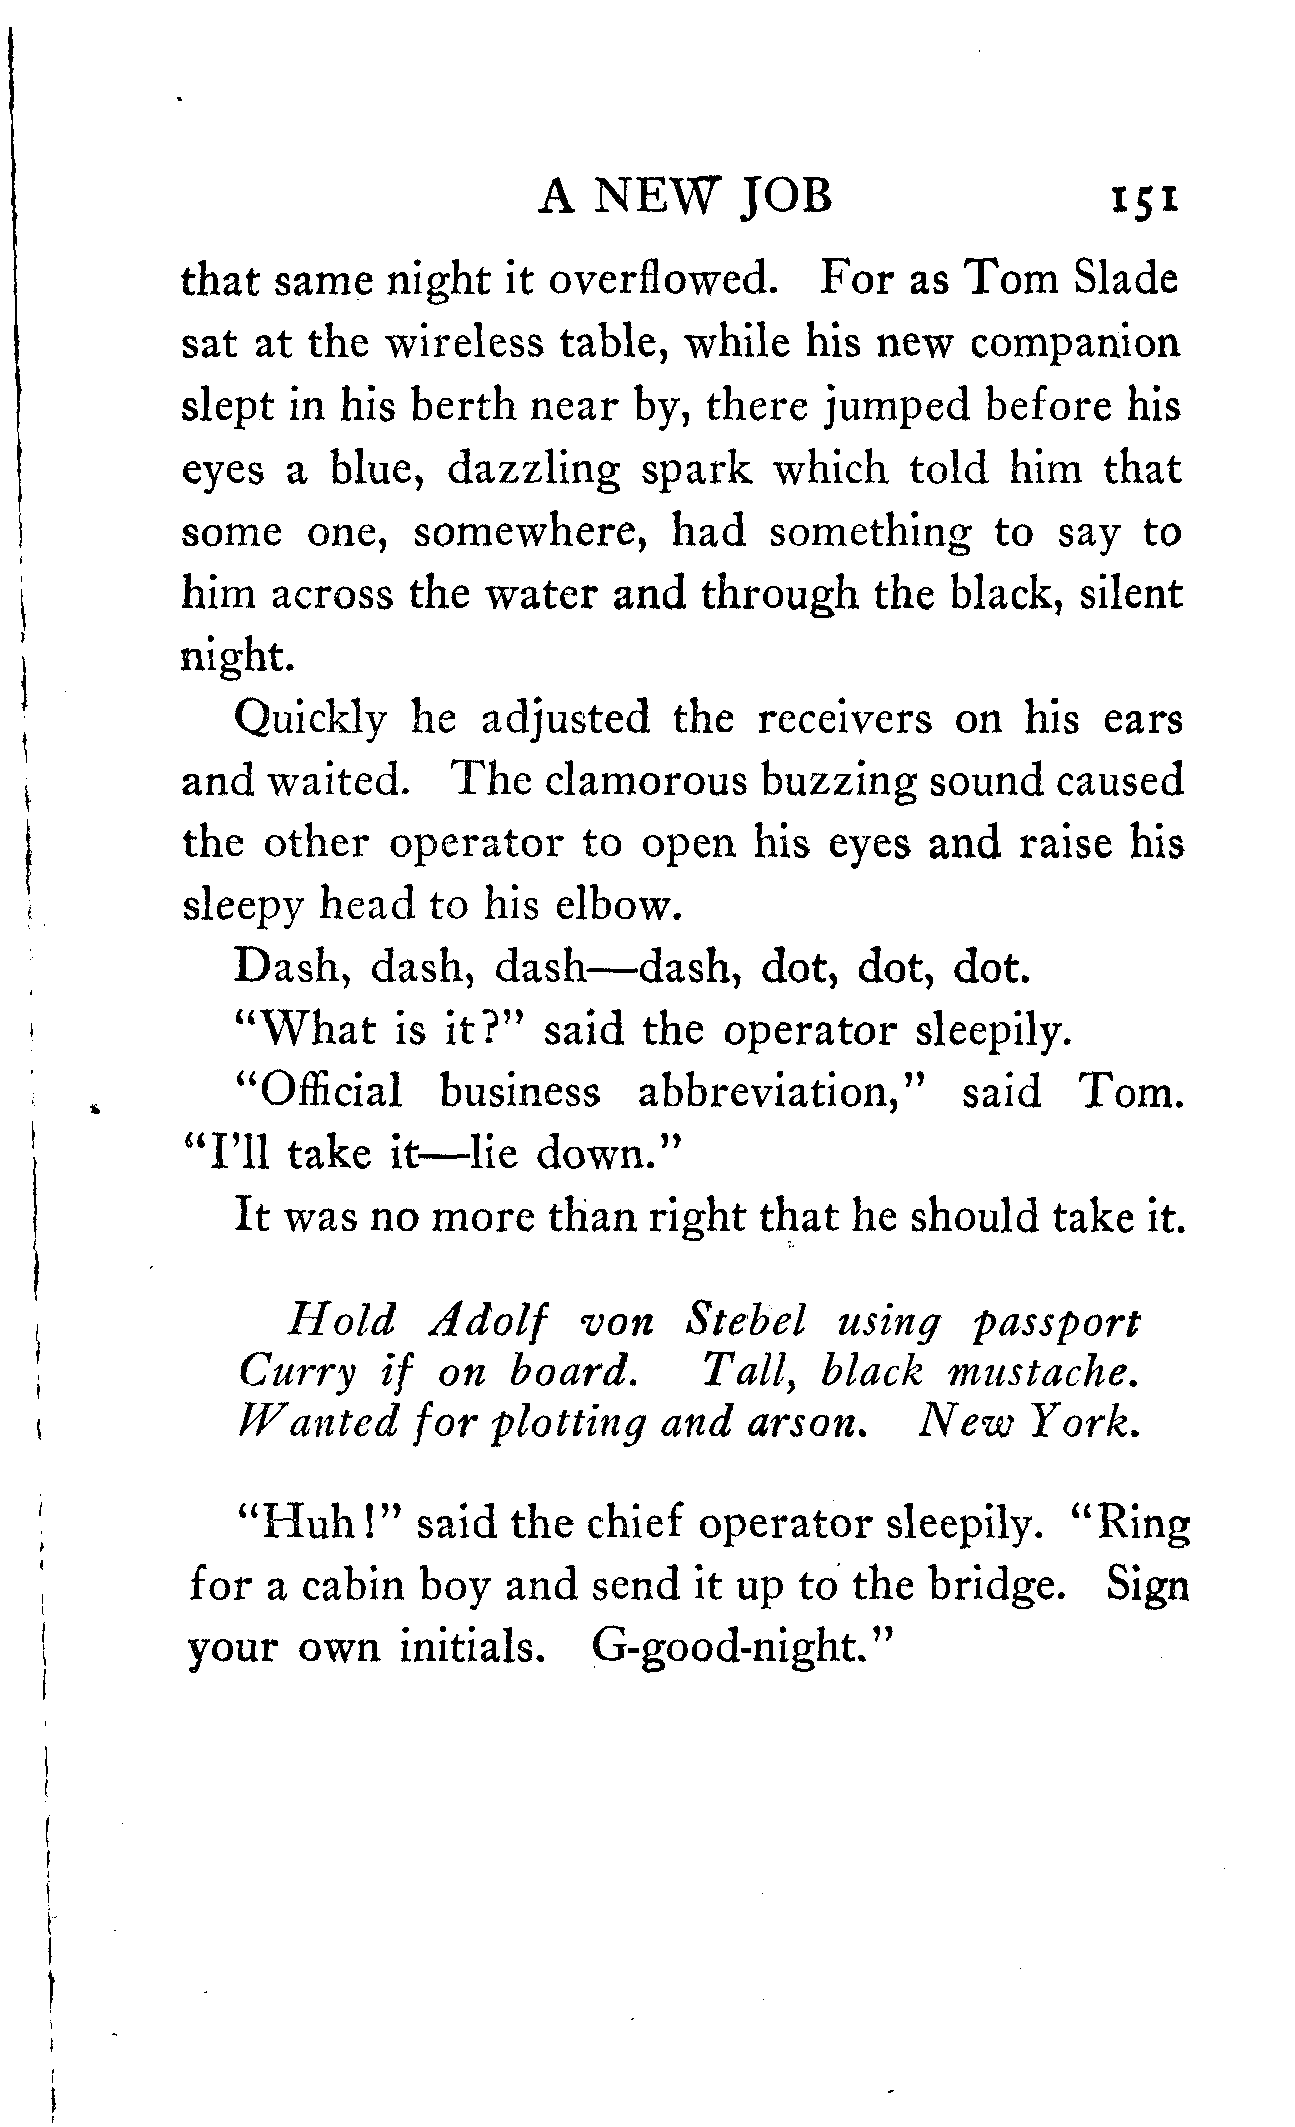 A NEW JOB 151
that same night it overflowed. For as Tom Slade
sat at the wireless table, while his new companion
slept in his berth near by, there jumped before his
eyes a blue, dazzling spark which told him that
some one, somewhere, had something to say to
him across the water and through the black, silent
night.
Quickly he adjusted the receivers on his ears
and waited. The clamorous buzzing sound caused
the other operator to open his eyes and raise his
sleepy head to his elbow.
Dash, dash, dash—dash, dot, dot, dot.
"What is it?" said the operator sleepily.
"Official business abbreviation," said Tom.
"I'll take it—lie down."
It was no more than right that he should take it.
Hold Adolf von Stebel using passport
Curry if on board. Tall, black mustache.
Wanted for plotting and arson. New York.
"Huh!" said the chief operator sleepily. "Ring
for a cabin boy and send it up to the bridge. Sign
your own initials. G-good-night."